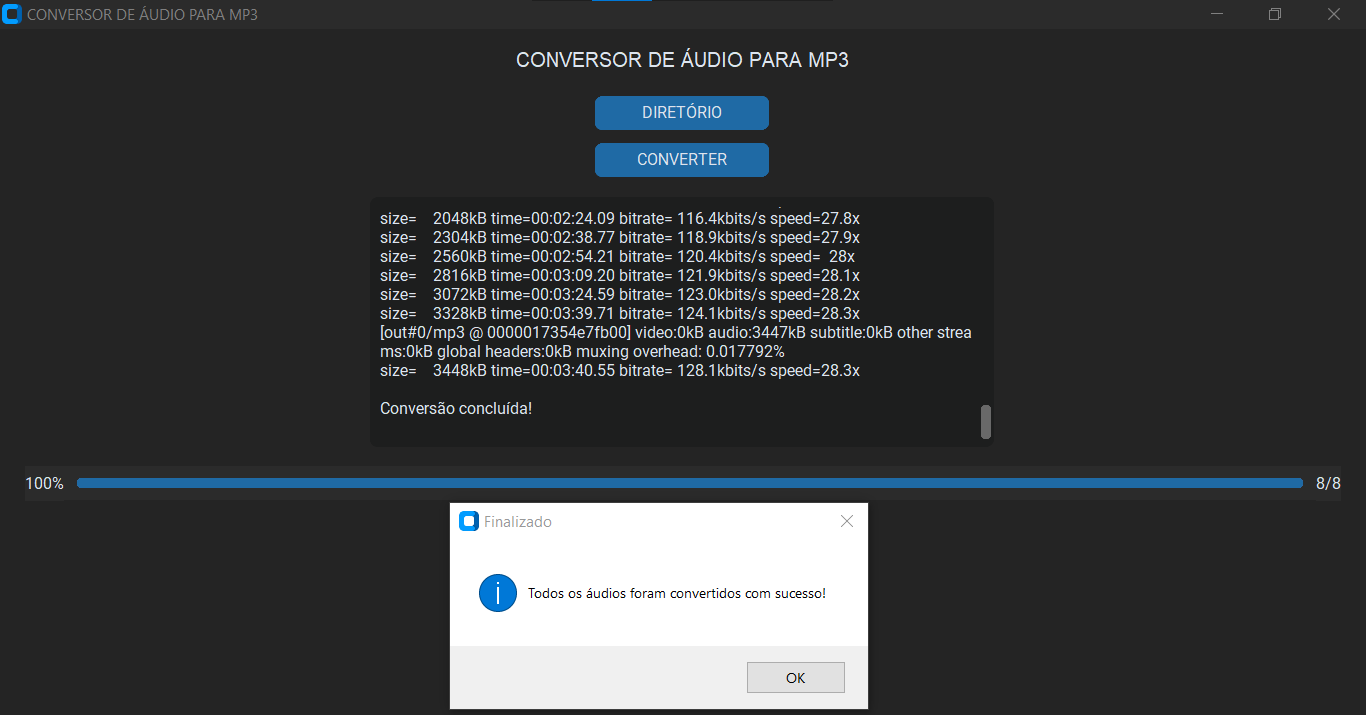 CONVERSOR DE ÁUDIO PARA MP3
CONVERSOR DE ÁUDIO PARA MP3
DIRETÓRIO
CONVERTER
size=    2048kB time=00:02:24.09 bitrate= 116.4kbits/s speed=27.8x
size=    2304kB time=00:02:38.77 bitrate= 118.9kbits/s speed=27.9x
size=    2560kB time=00:02:54.21 bitrate= 120.4kbits/s speed=  28x
size=    2816kB time=00:03:09.20 bitrate= 121.9kbits/s speed=28.1x
size=    3072kB time=00:03:24.59 bitrate= 123.0kbits/s speed=28.2x
size=    3328kB time=00:03:39.71 bitrate= 124.1kbits/s speed=28.3x
[out#0/mp3 @ 0000017354e7fb00] video:0kB audio:3447kB subtitle:0kB other strea
ms:0kB global headers:0kB muxing overhead: 0.017792%
size=    3448kB time=00:03:40.55 bitrate= 128.1kbits/s speed=28.3x
Conversão concluída!
100% 8/8
Finalizado
Todos os áudios foram convertidos com sucesso!
OK